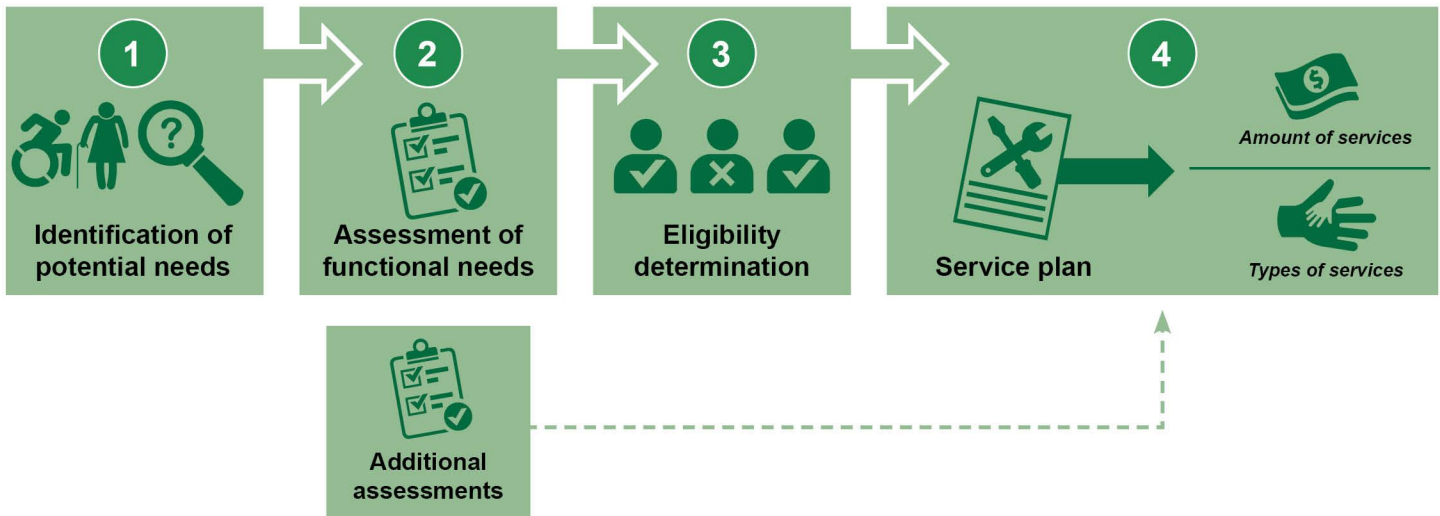 1
Identification of
potential needs
2
Assessment of
functional needs
3
Eligibility
determination
4
Service plan
$
Amount of services
Types of services
?
Additional
assessments